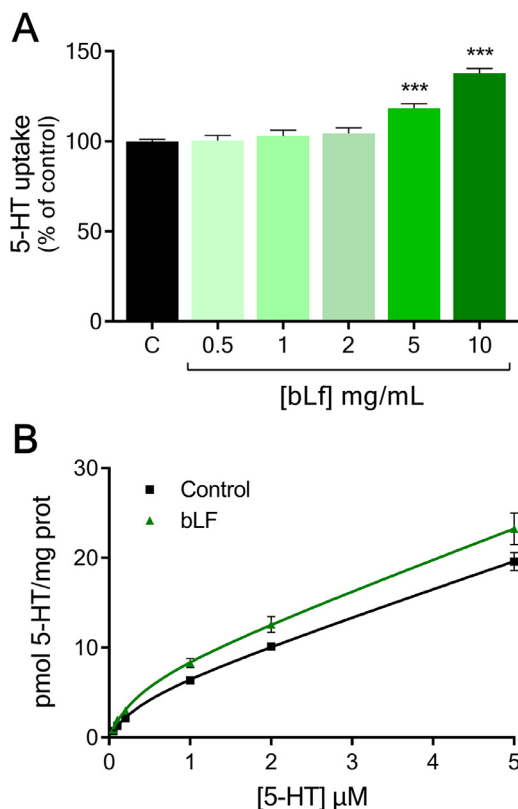 A
5-HT uptake
(% of control)
150
100
50
0
***
***
C 0.5 1 2 5 10
[bLf] mg/mL
B
pmol 5-HT/mg prot
30
20
10
0
Control
bLF
0 1 2 3 4 5
[5-HT] µM